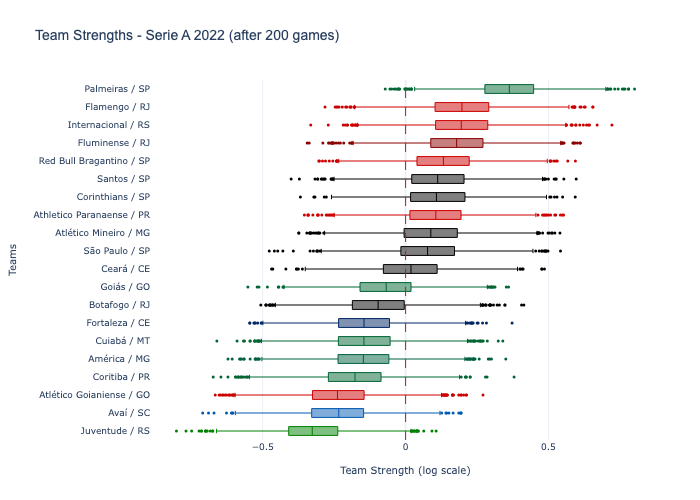 Team Strengths - Serie A 2022 (after 200 games)
Palmeiras / SP
Flamengo / RJ
Internacional / RS
Fluminense / RJ
Red Bull Bragantino / SP
Santos / SP
Corinthians / SP
Athletico Paranaense / PR
Atlético Mineiro / MG
São Paulo / SP
Ceará / CE
Goiás / GO
Botafogo / RJ
Fortaleza / CE
Cuiabá / MT
América / MG
Coritiba / PR
Atlético Goianiense / GO
Avaí / SC
Juventude / RS
Teams
−0.5 0 0.5
Team Strength (log scale)